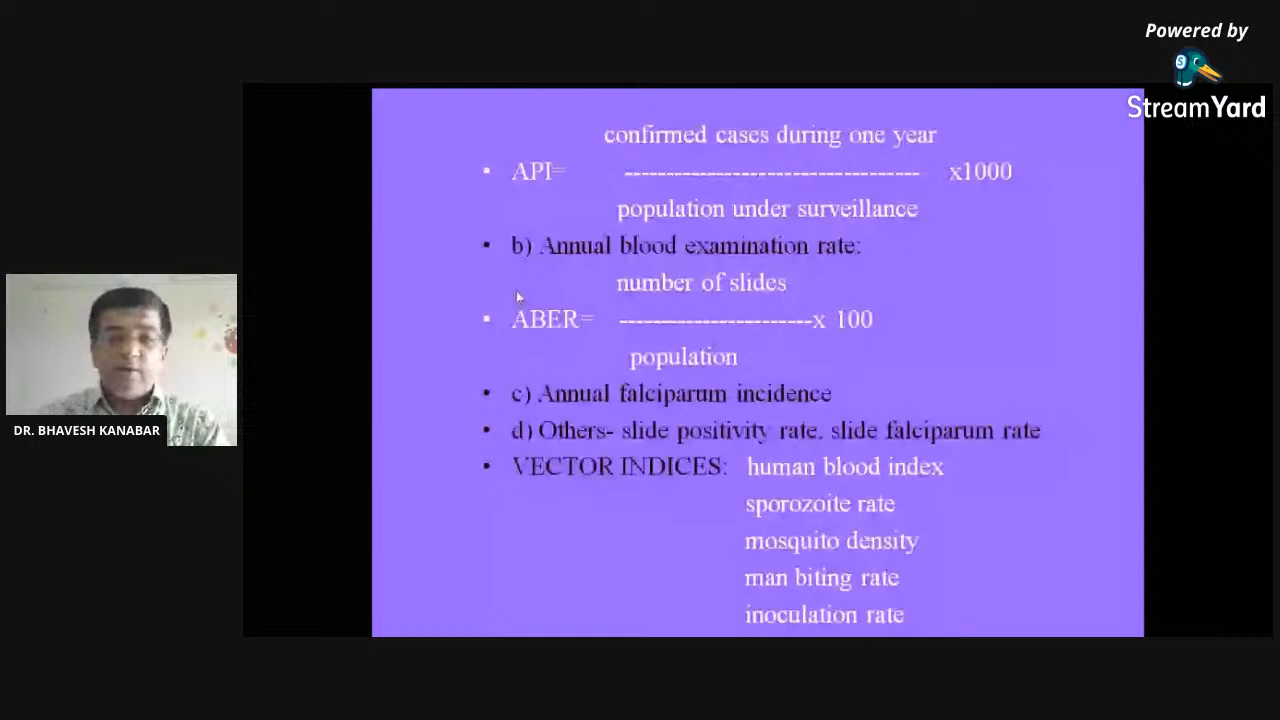 Powered by
StreamYard
confirmed cases during one year
• API= ----------------------------------- x1000
population under surveillance
• b) Annual blood examination rate:
number of slides
• ABER= -----------------------x 100
population
• c) Annual falciparum incidence
• d) Others- slide positivity rate, slide falciparum rate
• VECTOR INDICES: human blood index
sporozoite rate
mosquito density
man biting rate
inoculation rate
DR. BHAVESH KANABAR